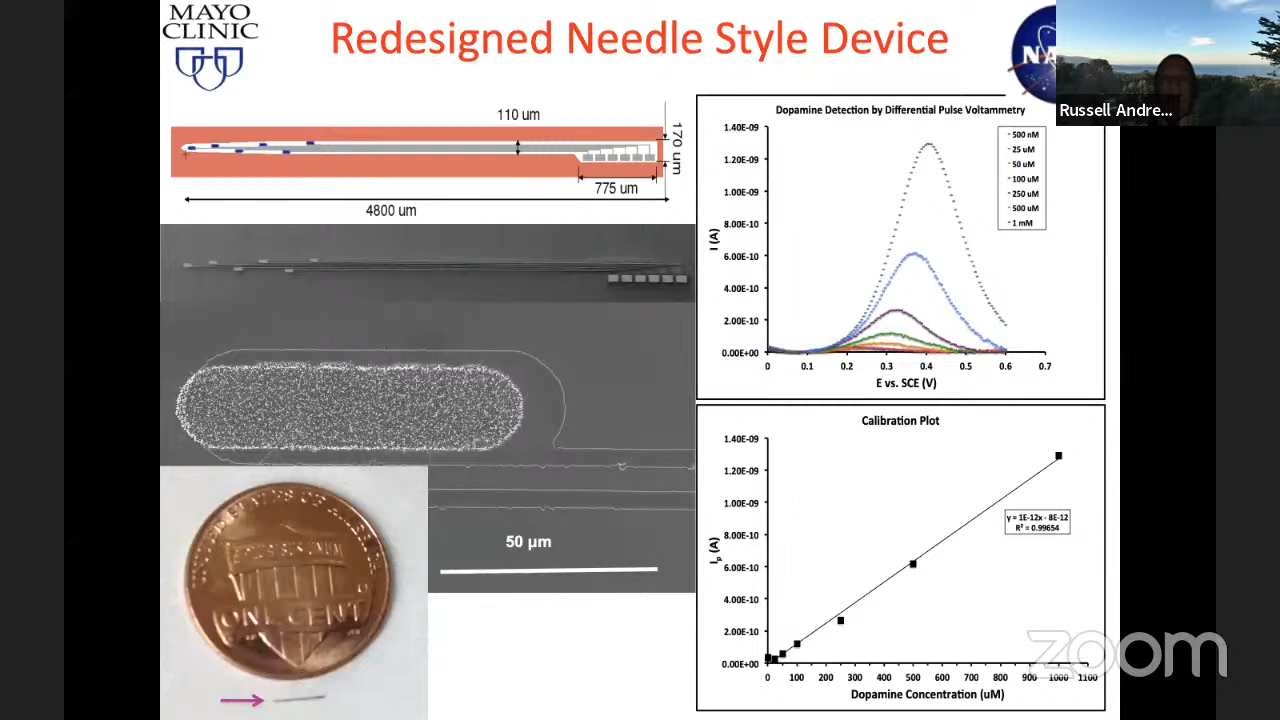 MAYO
CLINIC
Redesigned Needle Style Device
NA
Russell Andre...
110 um
170 um
775 um
4800 um
50 µm
ONE CENT
Dopamine Detection by Differential Pulse Voltammetry
1.40E-09
1.20E-09
1.00E-09
8.00E-10
6.00E-10
4.00E-10
2.00E-10
0.00E+00
I (A)
0 0.1 0.2 0.3 0.4 0.5 0.6 0.7
E vs. SCE (V)
500 nM
25 uM
50 uM
100 uM
250 uM
500 uM
1 mM
Calibration Plot
1.40E-09
1.20E-09
1.00E-09
8.00E-10
6.00E-10
4.00E-10
2.00E-10
0.00E+00
Ip (A)
y = 1E-12x - 8E-12
R² = 0.99654
0 100 200 300 400 500 600 700 800 900 1000 1100
Dopamine Concentration (uM)
zoom